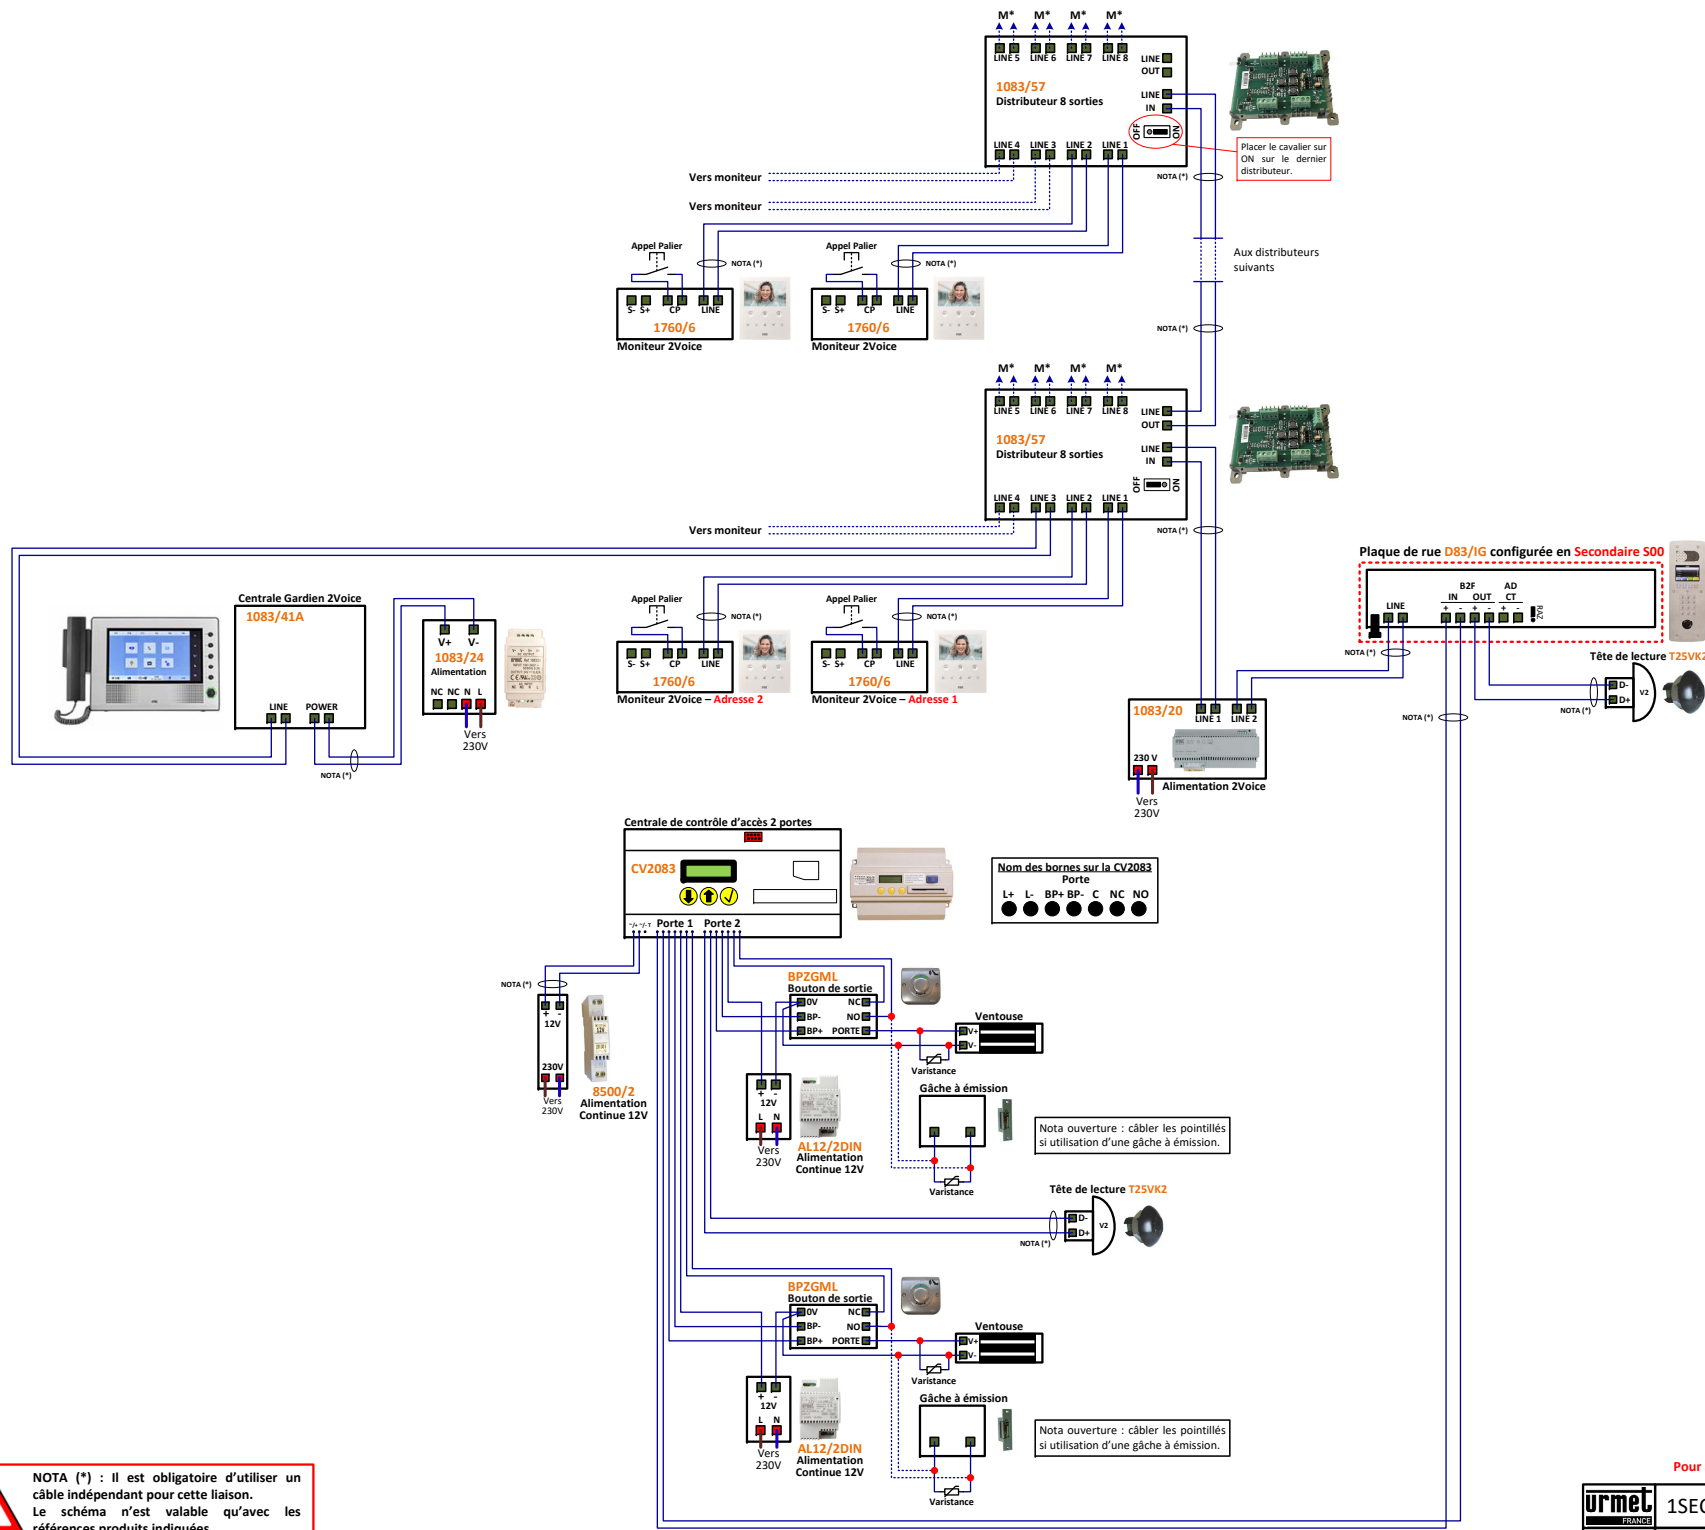 M* M* M* M*
LINE 5 LINE 6 LINE 7 LINE 8
LINE
OUT
1083/57
Distributeur 8 sorties
LINE
IN
OFF NO
LINE 4 LINE 3 LINE 2 LINE 1
Placer le cavalier sur
ON sur le dernier
distributeur.
NOTA (*)
Vers moniteur
Vers moniteur
Appel Palier
NOTA (*)
Appel Palier
NOTA (*)
Aux distributeurs
suivants
S- S+ CP LINE
1760/6
Moniteur 2Voice
S- S+ CP LINE
1760/6
Moniteur 2Voice
NOTA (*)
M* M* M* M*
LINE 5 LINE 6 LINE 7 LINE 8
LINE
OUT
1083/57
Distributeur 8 sorties
LINE
IN
OFF NO
LINE 4 LINE 3 LINE 2 LINE 1
Vers moniteur
NOTA (*)
Plaque de rue D83/IG configurée en Secondaire S00
B2F AD
LINE IN OUT CT
+ - + - + -
RAZ
NOTA (*)
Tête de lecture T25VK2
D-
D+
V2
NOTA (*)
NOTA (*)
Centrale Gardien 2Voice
1083/41A
LINE POWER
NOTA (*)
V+ V-
1083/24
Alimentation
NC NC N L
Vers
230V
Appel Palier
NOTA (*)
S- S+ CP LINE
1760/6
Moniteur 2Voice – Adresse 2
Appel Palier
NOTA (*)
S- S+ CP LINE
1760/6
Moniteur 2Voice – Adresse 1
1083/20
LINE 1 LINE 2
230 V
Alimentation 2Voice
Vers
230V
Centrale de contrôle d'accès 2 portes
CV2083
~/+ ~/- T Porte 1 Porte 2
Nom des bornes sur la CV2083
Porte
L+ L- BP+ BP- C NC NO
NOTA (*)
+ -
12V
230V
Vers
230V
8500/2
Alimentation
Continue 12V
BPZGML
Bouton de sortie
0V NC
BP- NO
BP+ PORTE
Ventouse
V+
V-
Varistance
+ -
12V
L N
Vers
230V
AL12/2DIN
Alimentation
Continue 12V
Gâche à émission
Varistance
Nota ouverture : câbler les pointillés
si utilisation d'une gâche à émission.
Tête de lecture T25VK2
D-
D+
V2
NOTA (*)
BPZGML
Bouton de sortie
0V NC
BP- NO
BP+ PORTE
Ventouse
V+
V-
Varistance
+ -
12V
L N
Vers
230V
AL12/2DIN
Alimentation
Continue 12V
Gâche à émission
Varistance
Nota ouverture : câbler les pointillés
si utilisation d'une gâche à émission.
NOTA (*) : Il est obligatoire d'utiliser un
câble indépendant pour cette liaison.
Le schéma n'est valable qu'avec les
références produits indiquées
Pour
urmet
FRANCE
1SEC